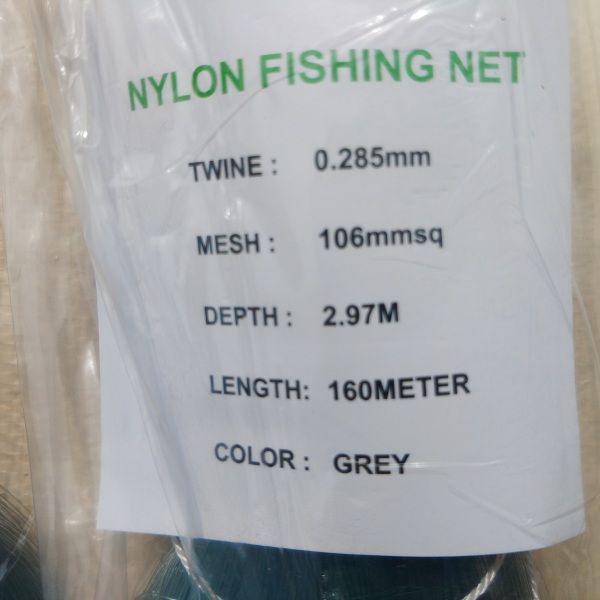 NYLON FISHING NET
TWINE : 0.285mm
MESH : 106mmsq
DEPTH : 2.97M
LENGTH: 160METER
COLOR : GREY